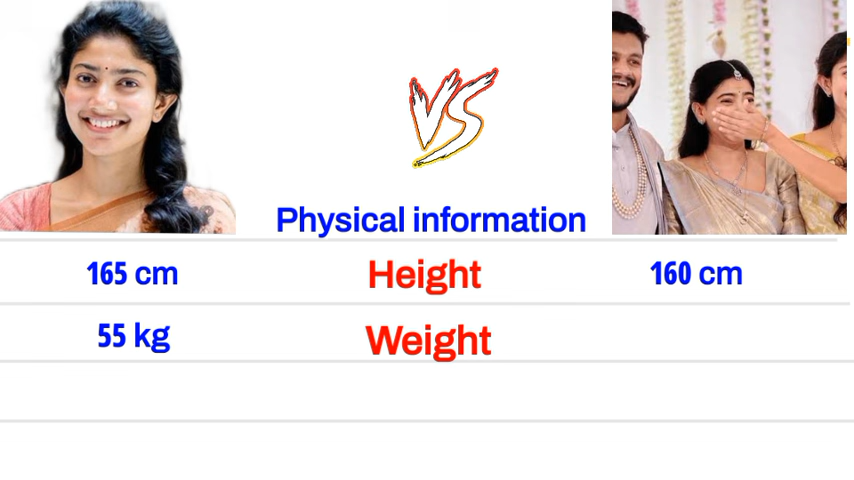 VS
Physical information
165 cm Height 160 cm
55 kg Weight